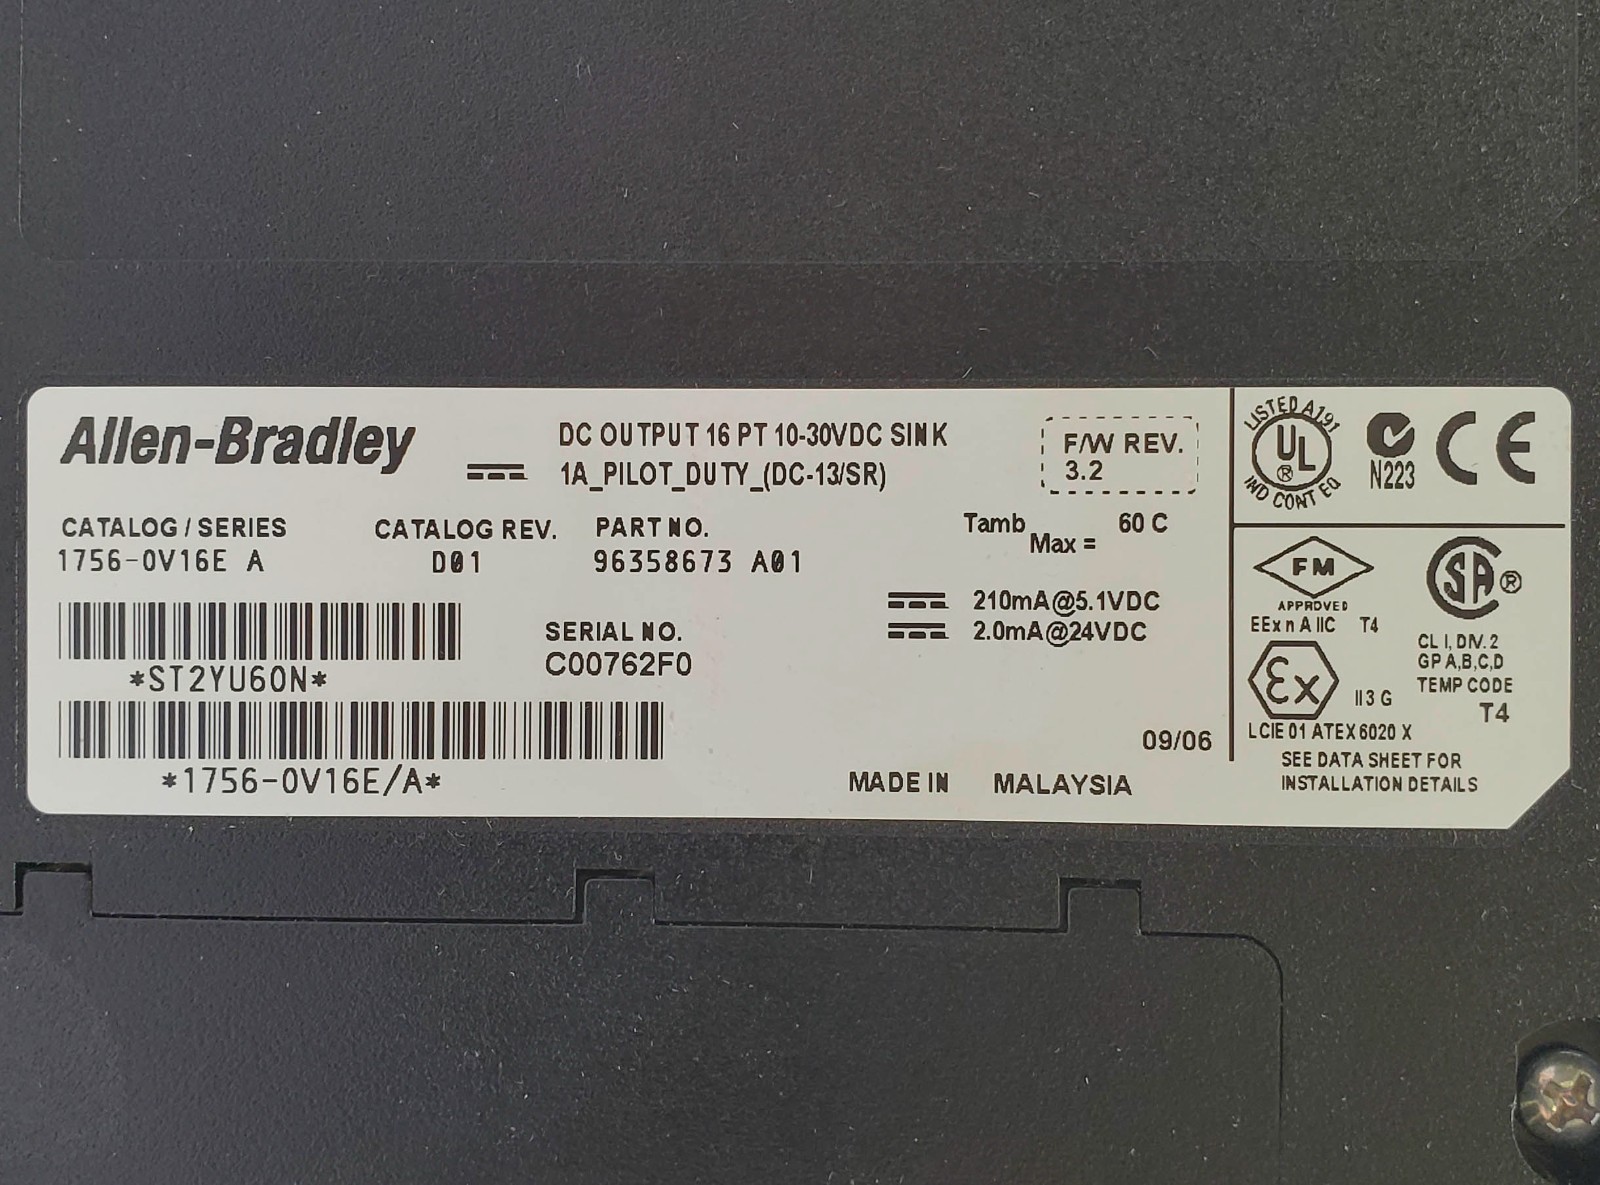 Allen-Bradley
DC OUTPUT 16 PT 10-30VDC SINK
1A_PILOT_DUTY_(DC-13/SR)
F/W REV.
3.2
CATALOG / SERIES
1756-OV16E A
CATALOG REV.
D01
PART NO.
96358673 A01
Tamb Max = 60 C
210mA@5.1VDC
2.0mA@24VDC
*ST2YU60N*
SERIAL NO.
C00762F0
*1756-OV16E/A*
09/06
MADE IN MALAYSIA
LISTED A191
UL ®
IND CONT EQ
N223
CE
FM
APPROVED
EEx n A IIC T4
Ex II 3 G
LCIE 01 ATEX 6020 X
SA ®
CL I, DIV. 2
GP A,B,C,D
TEMP CODE
T4
SEE DATA SHEET FOR
INSTALLATION DETAILS